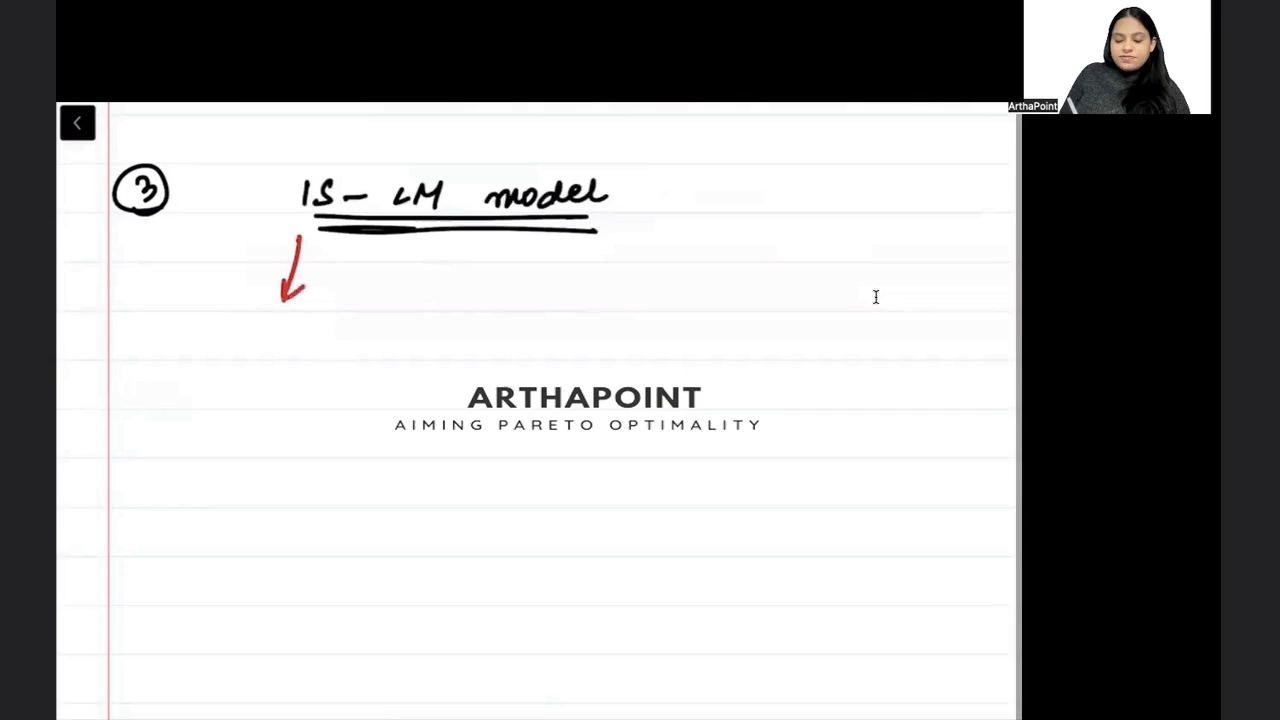 ArthaPoint
3 IS - LM model
ARTHAPOINT
AIMING PARETO OPTIMALITY